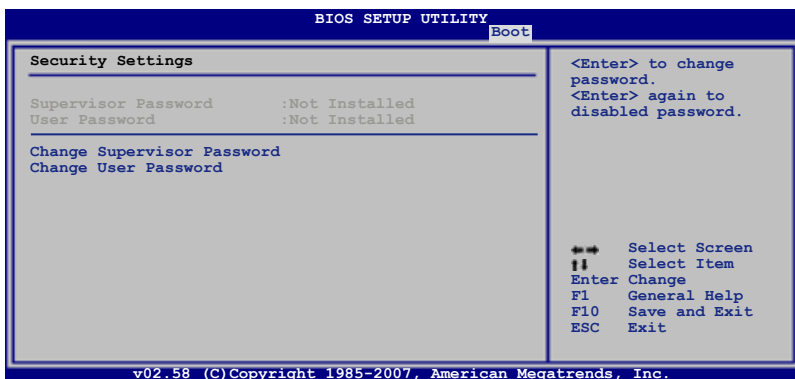 BIOS SETUP UTILITY
Boot
Security Settings
Supervisor Password :Not Installed
User Password :Not Installed
Change Supervisor Password
Change User Password
<Enter> to change
password.
<Enter> again to
disabled password.
Select Screen
Select Item
Enter Change
F1 General Help
F10 Save and Exit
ESC Exit
v02.58 (C)Copyright 1985-2007, American Megatrends, Inc.